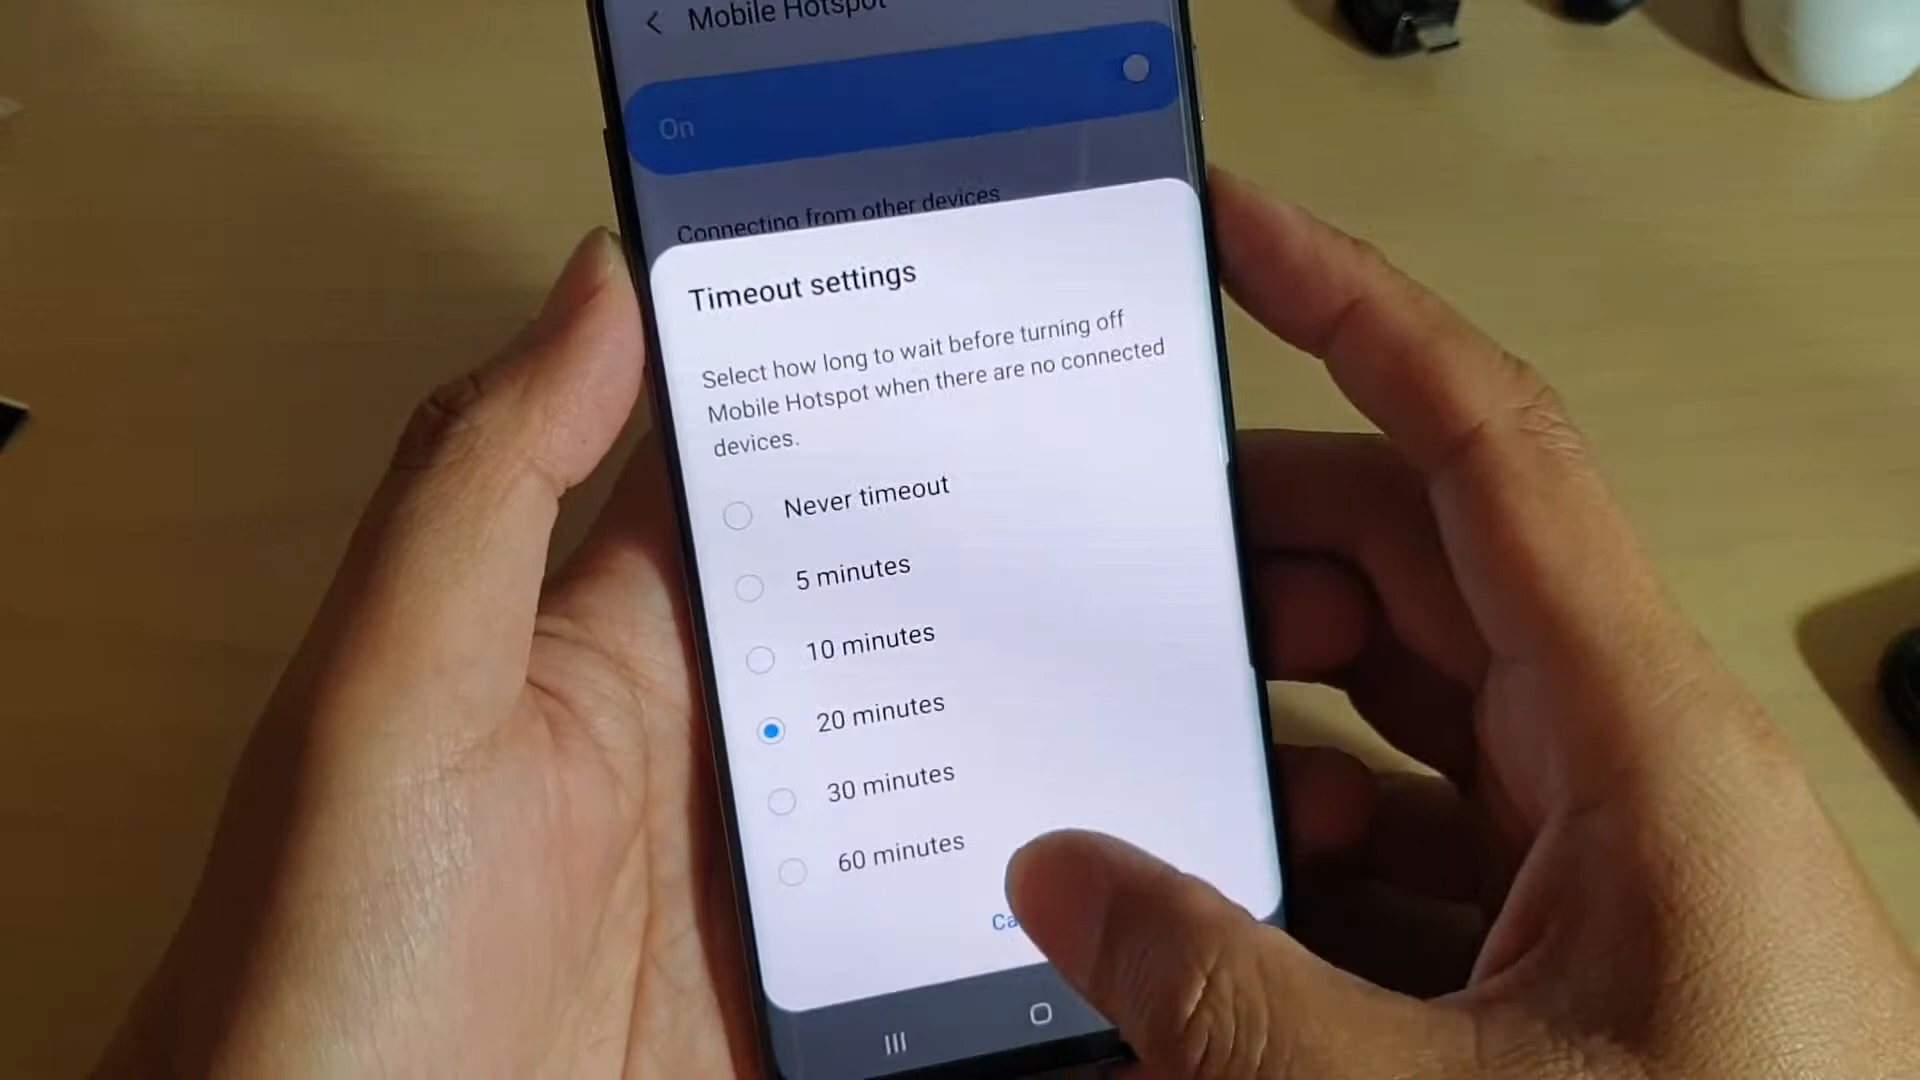 Mobile Hotspot
On
Connecting from other devices
Timeout settings
Select how long to wait before turning off
Mobile Hotspot when there are no connected
devices.
Never timeout
5 minutes
10 minutes
20 minutes
30 minutes
60 minutes